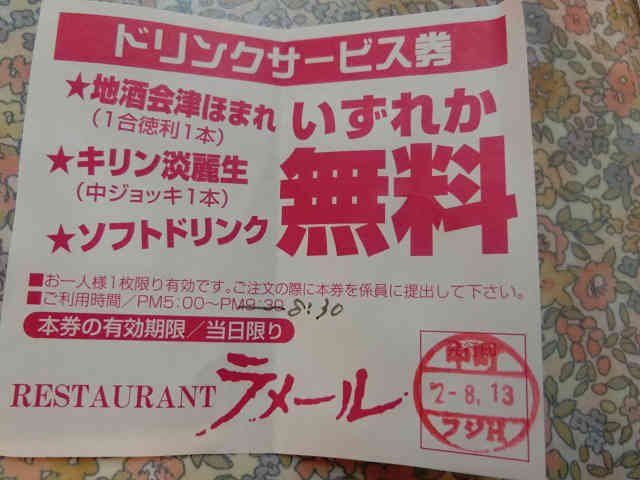 ドリンクサービス券
★地酒会津ほまれ
(1合徳利1本)
★キリン淡麗生
(中ジョッキ1本)
★ソフトドリンク
いずれか
無料
■お一人様1枚限り有効です。ご注文の際に本券を係員に提出して下さい。
■ご利用時間/PM5:00〜PM9:30 8:30
本券の有効期限/当日限り
RESTAURANT ラメール
2-8.13